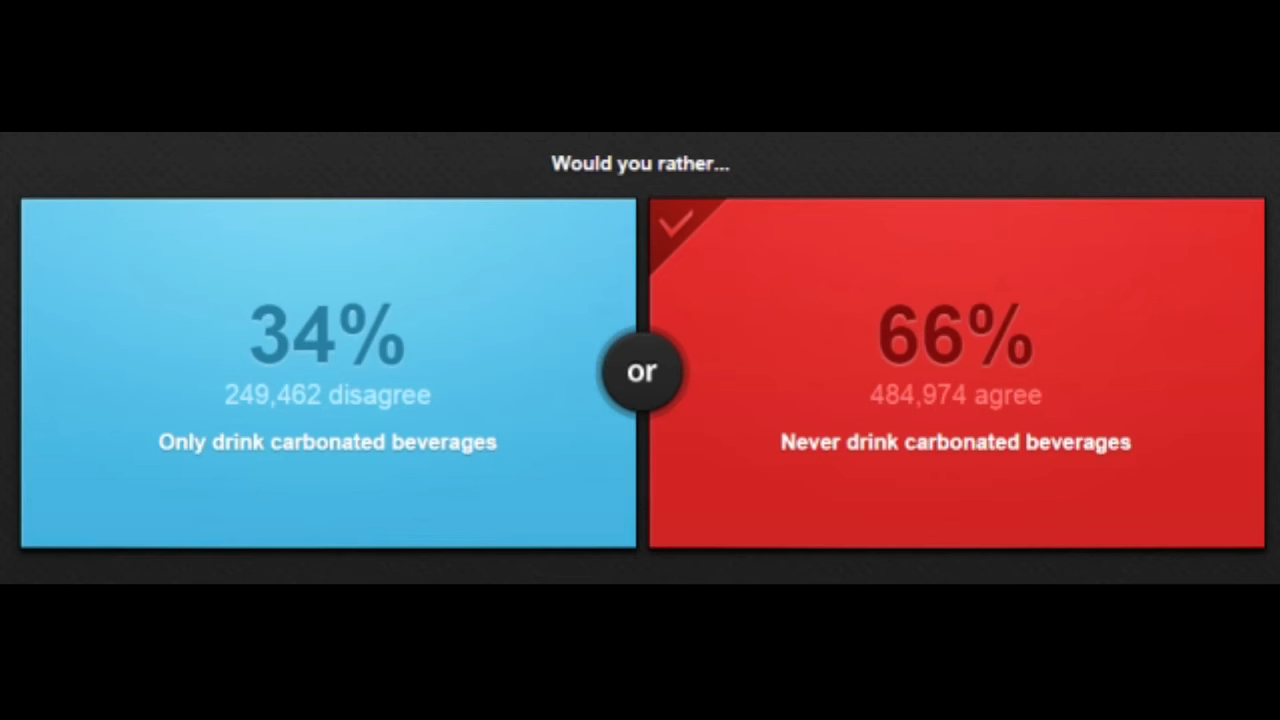 Would you rather...
34%
249,462 disagree
Only drink carbonated beverages
or
66%
484,974 agree
Never drink carbonated beverages